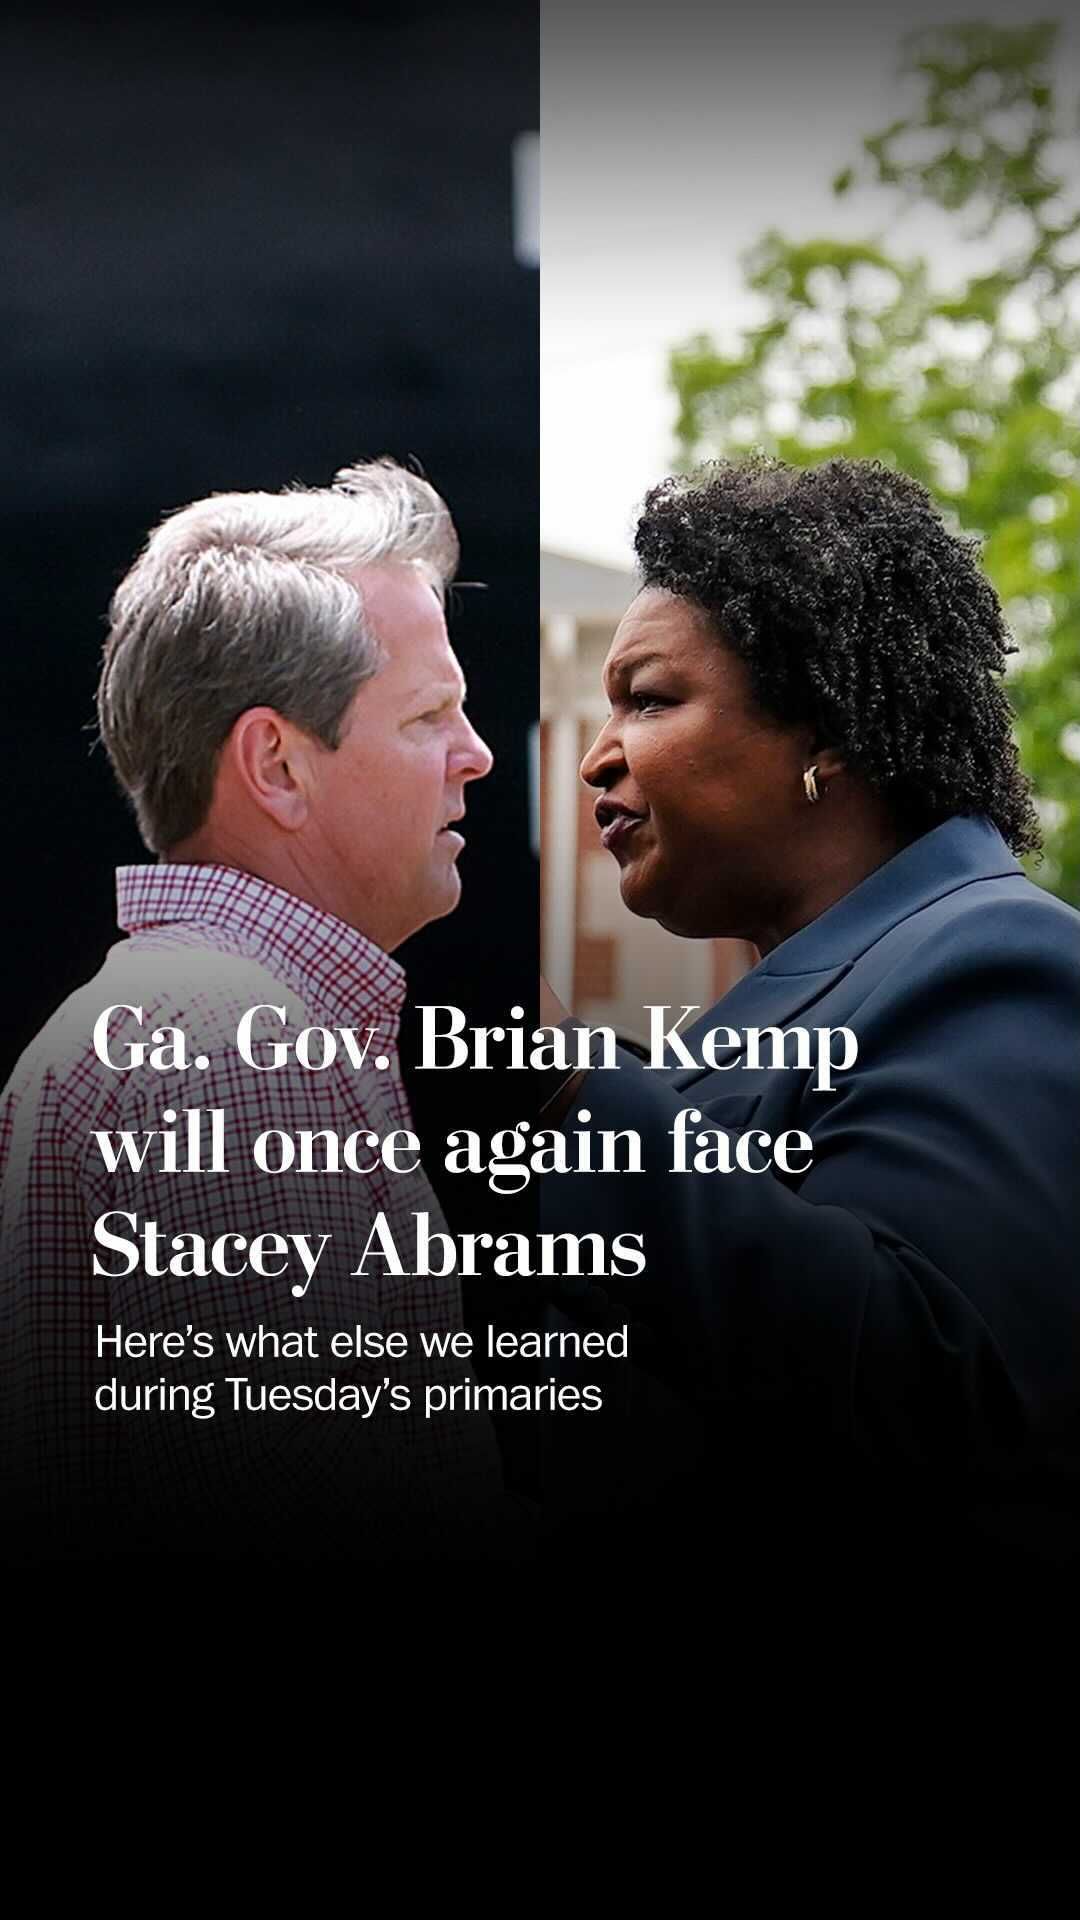 Ga. Gov. Brian Kemp
will once again face
Stacey Abrams
Here’s what else we learned
during Tuesday’s primaries